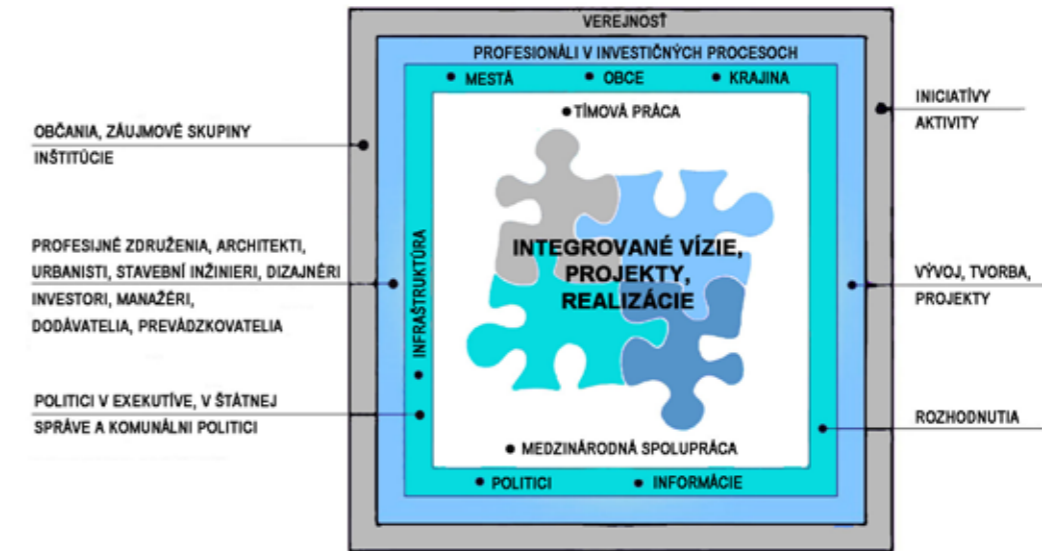 VEREJNOSŤ
PROFESIONÁLI V INVESTIČNÝCH PROCESOCH
• MESTÁ
• OBCE
• KRAJINA
• TÍMOVÁ PRÁCA
OBČANIA, ZÁUJMOVÉ SKUPINY
INŠTITÚCIE
INICIATÍVY
AKTIVITY
PROFESIJNÉ ZDRUŽENIA, ARCHITEKTI,
URBANISTI, STAVEBNÍ INŽINIERI, DIZAJNÉRI
INVESTORI, MANAŽÉRI,
DODÁVATELIA, PREVÁDZKOVATELIA
• INFRAŠTRUKTÚRA
INTEGROVANÉ VÍZIE,
PROJEKTY,
REALIZÁCIE
VÝVOJ, TVORBA,
PROJEKTY
POLITICI V EXEKUTÍVE, V ŠTÁTNEJ
SPRÁVE A KOMUNÁLNI POLITICI
ROZHODNUTIA
• MEDZINÁRODNÁ SPOLUPRÁCA
• POLITICI
• INFORMÁCIE